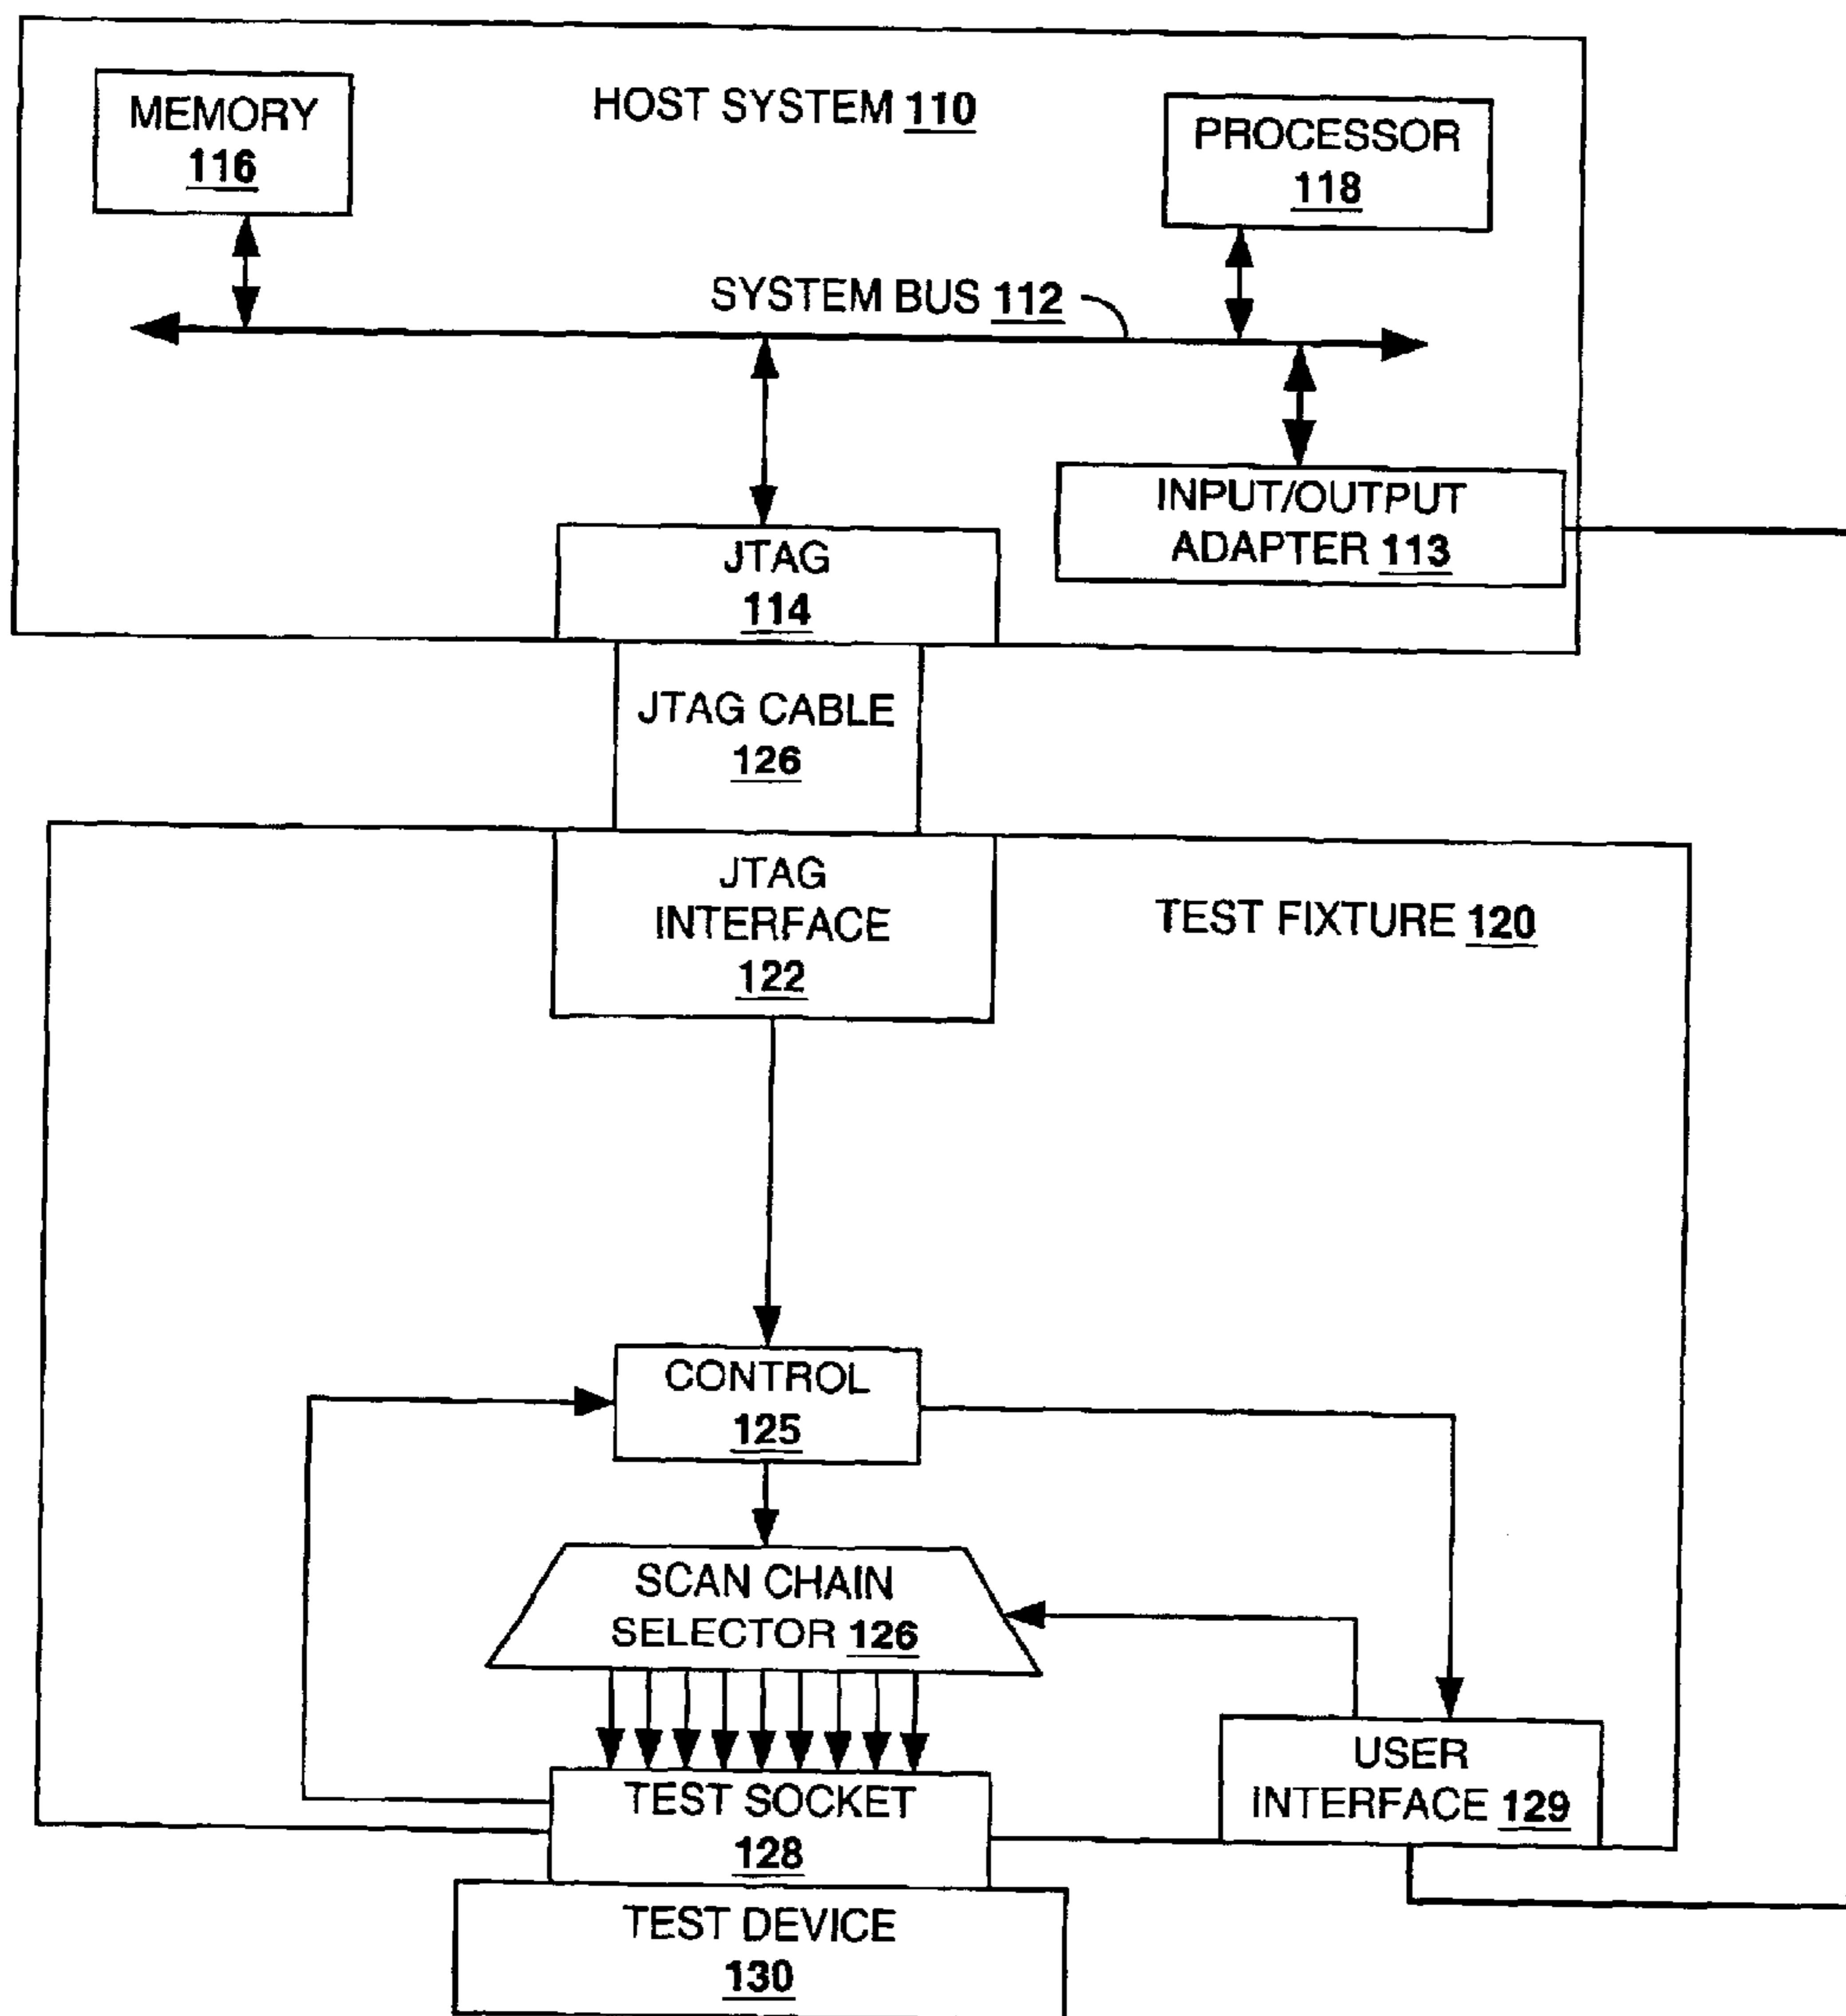 MEMORY
116
HOST SYSTEM 110
PROCESSOR
118
SYSTEM BUS 112
INPUT/OUTPUT
ADAPTER 113
JTAG
114
JTAG CABLE
126
JTAG
INTERFACE
122
TEST FIXTURE 120
CONTROL
125
SCAN CHAIN
SELECTOR 126
USER
INTERFACE 129
TEST SOCKET
128
TEST DEVICE
130